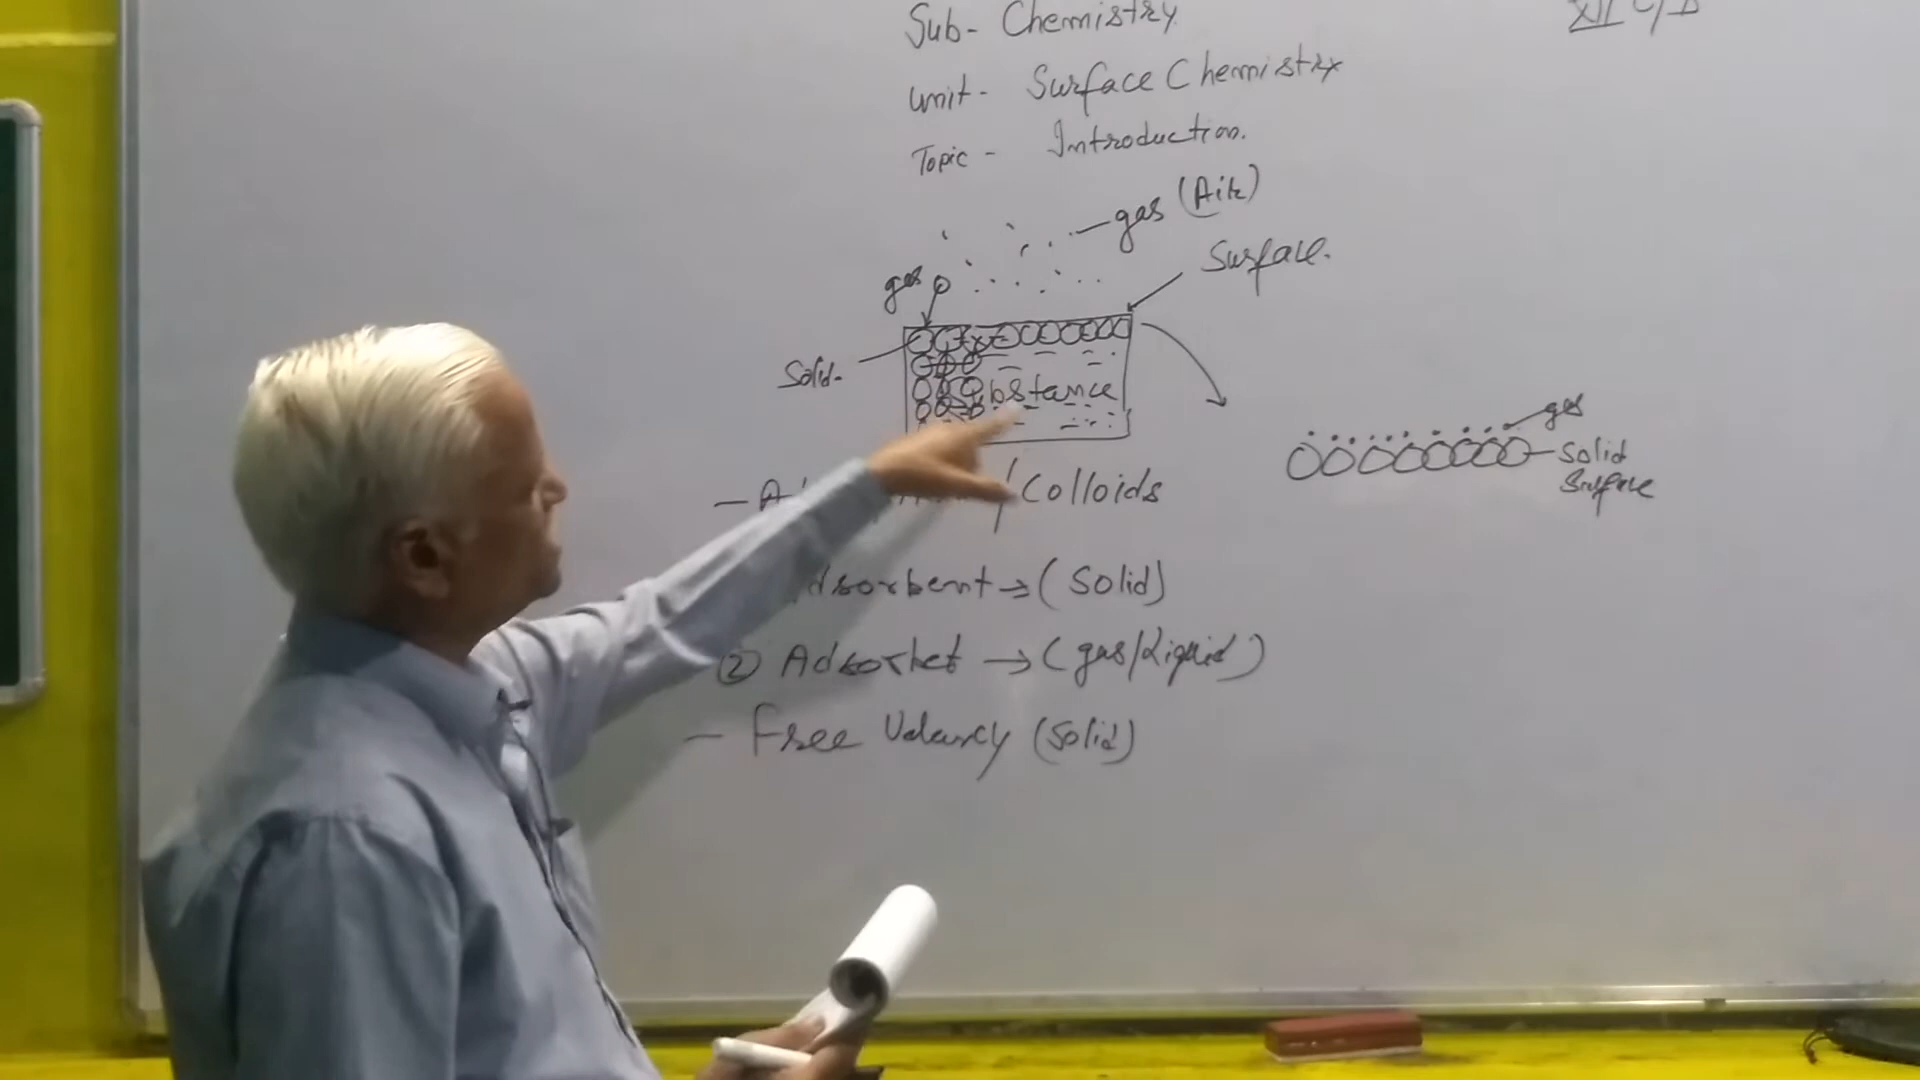 Sub- Chemistry
XII C/D
Unit- Surface Chemistry
Topic - Introduction.
gas (Air)
Surface.
gas
Solid.
Substance
gas
Solid
Surface
Colloids
Adsorbent → (Solid)
② Adsorbet → (gas/Liquid)
- Free Valency (Solid)